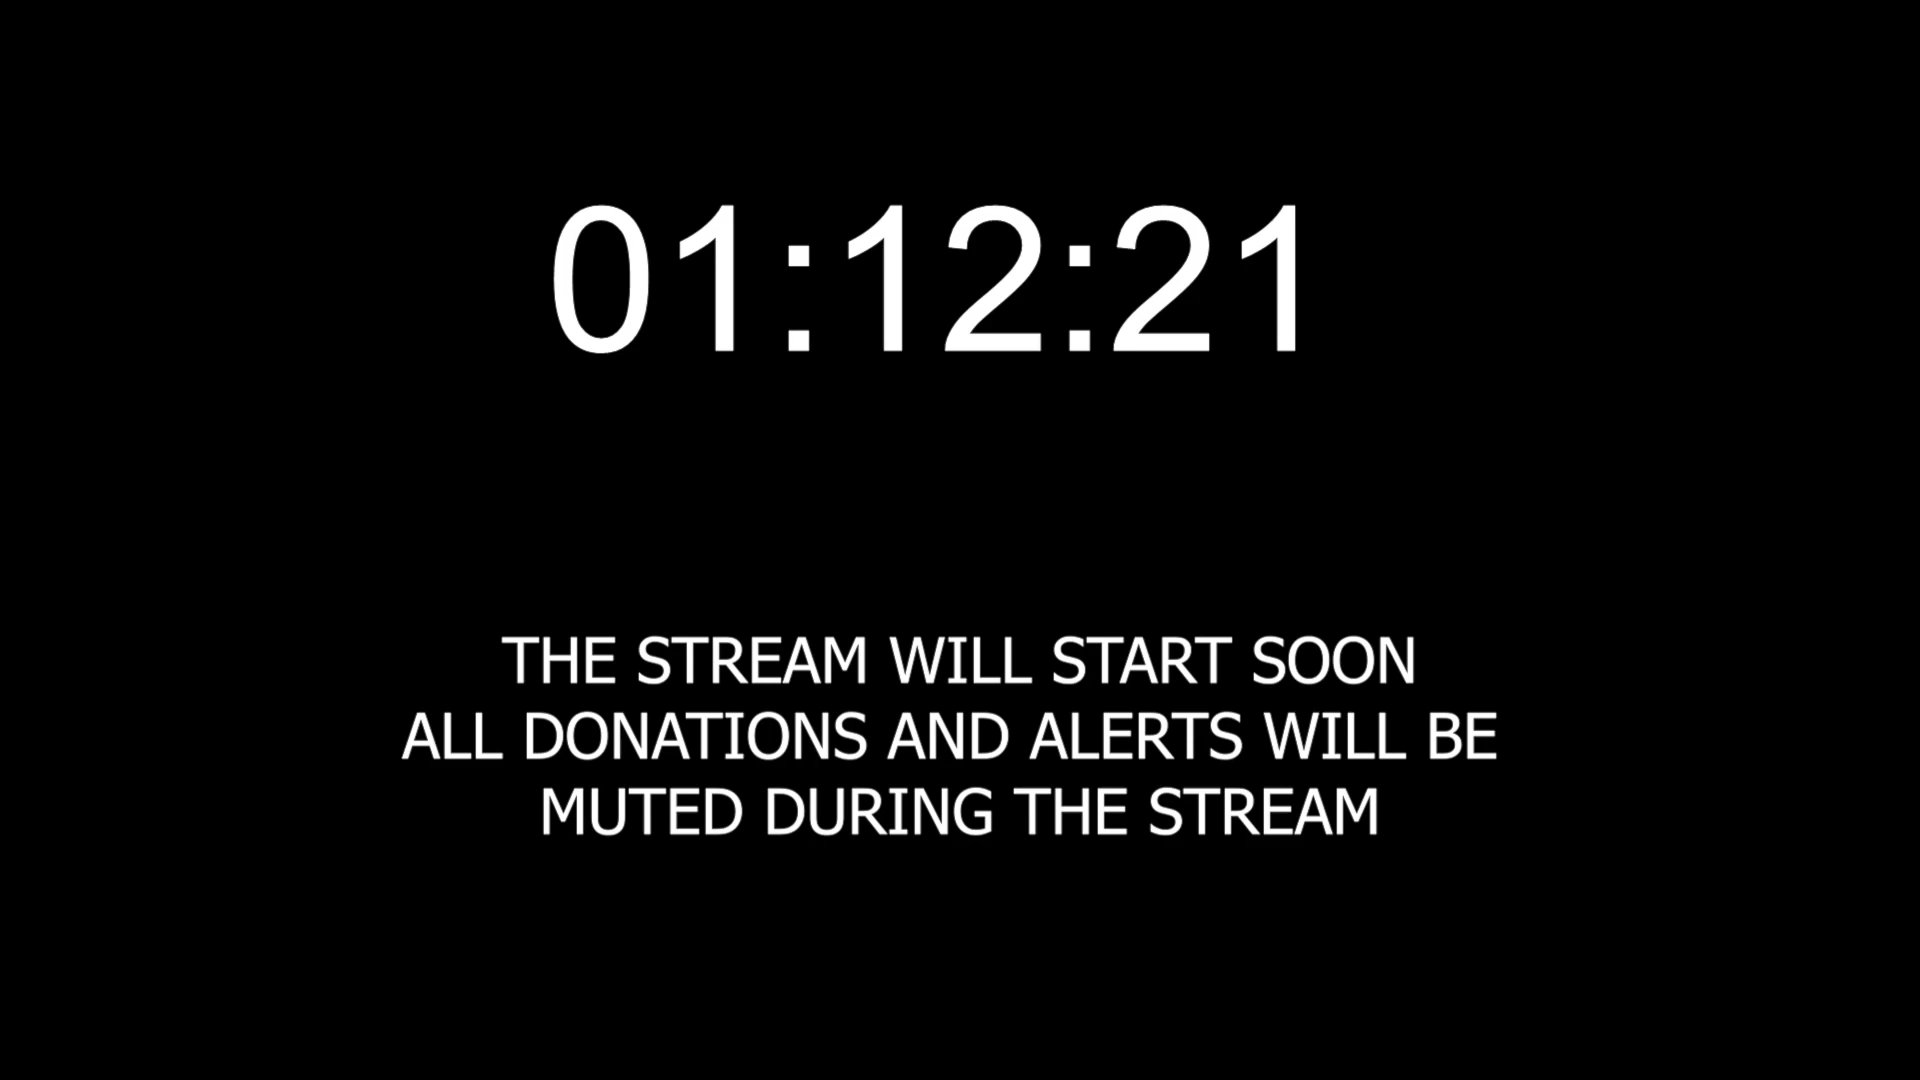 01:12:21
THE STREAM WILL START SOON
ALL DONATIONS AND ALERTS WILL BE
MUTED DURING THE STREAM